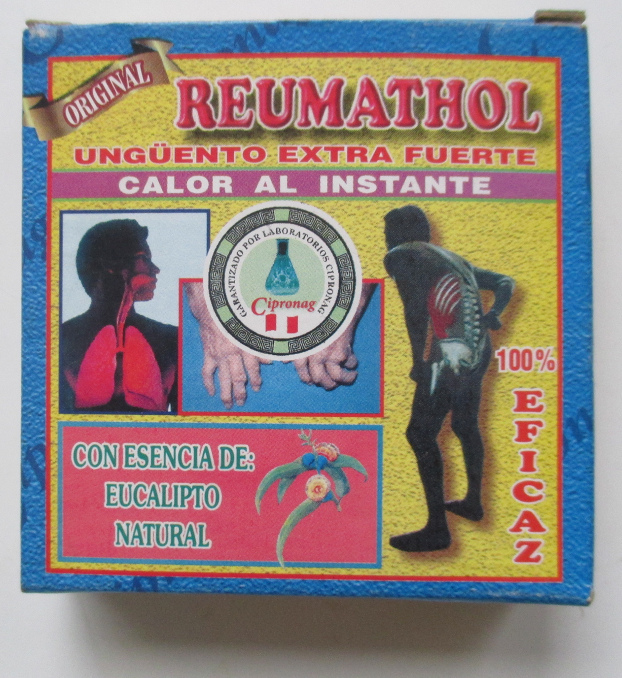 ORIGINAL
REUMATHOL
UNGÜENTO EXTRA FUERTE
CALOR AL INSTANTE
GARANTIZADO POR LABORATORIOS CIPRONAG
Cipronag
100%
EFICAZ
CON ESENCIA DE:
EUCALIPTO
NATURAL